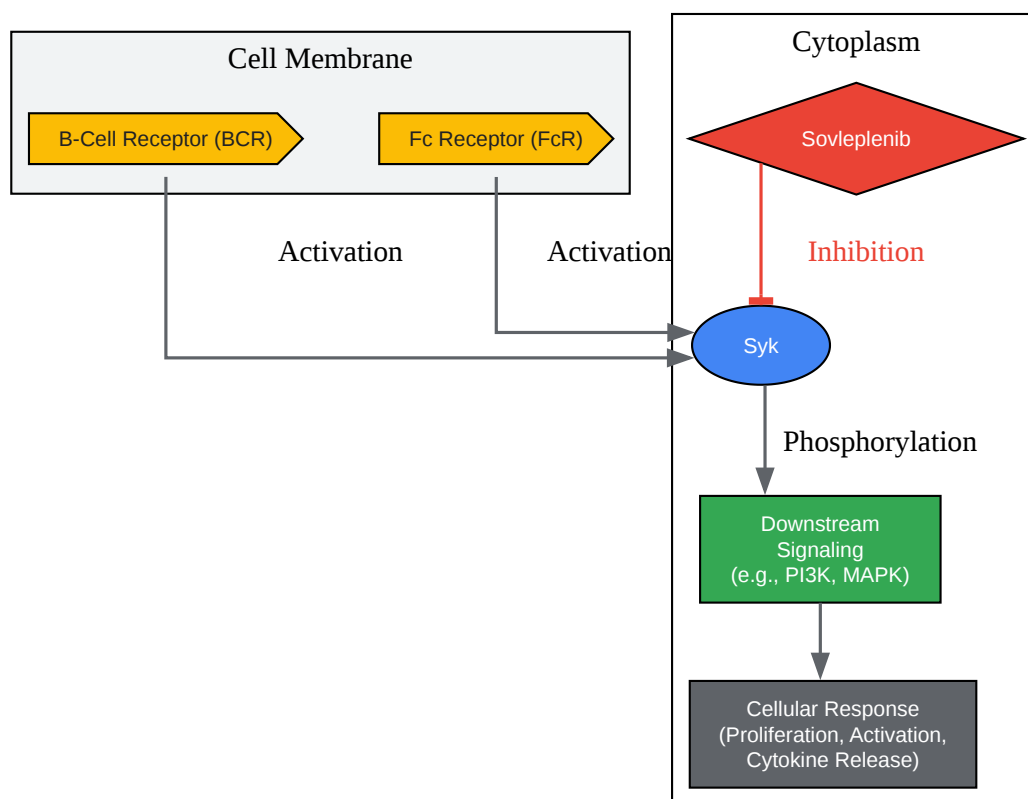 Cytoplasm
Cell Membrane
B-Cell Receptor (BCR)
Fc Receptor (FcR)
Sovleplenib
Activation
Activation
Inhibition
Syk
Phosphorylation
Downstream
Signaling
(e.g., PI3K, MAPK)
Cellular Response
(Proliferation, Activation,
Cytokine Release)